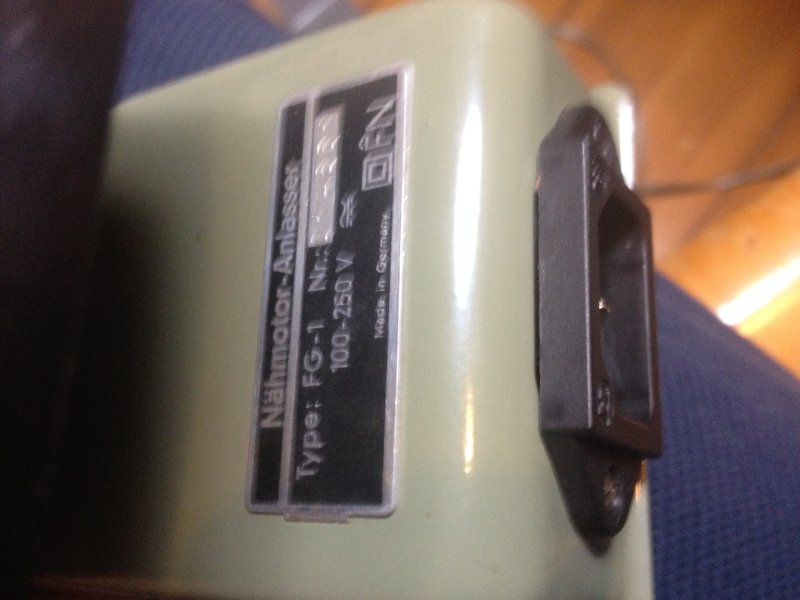 Nähmotor-Anlasser
Type: FG-1 Nr.:
100-250 V
Made in Germany